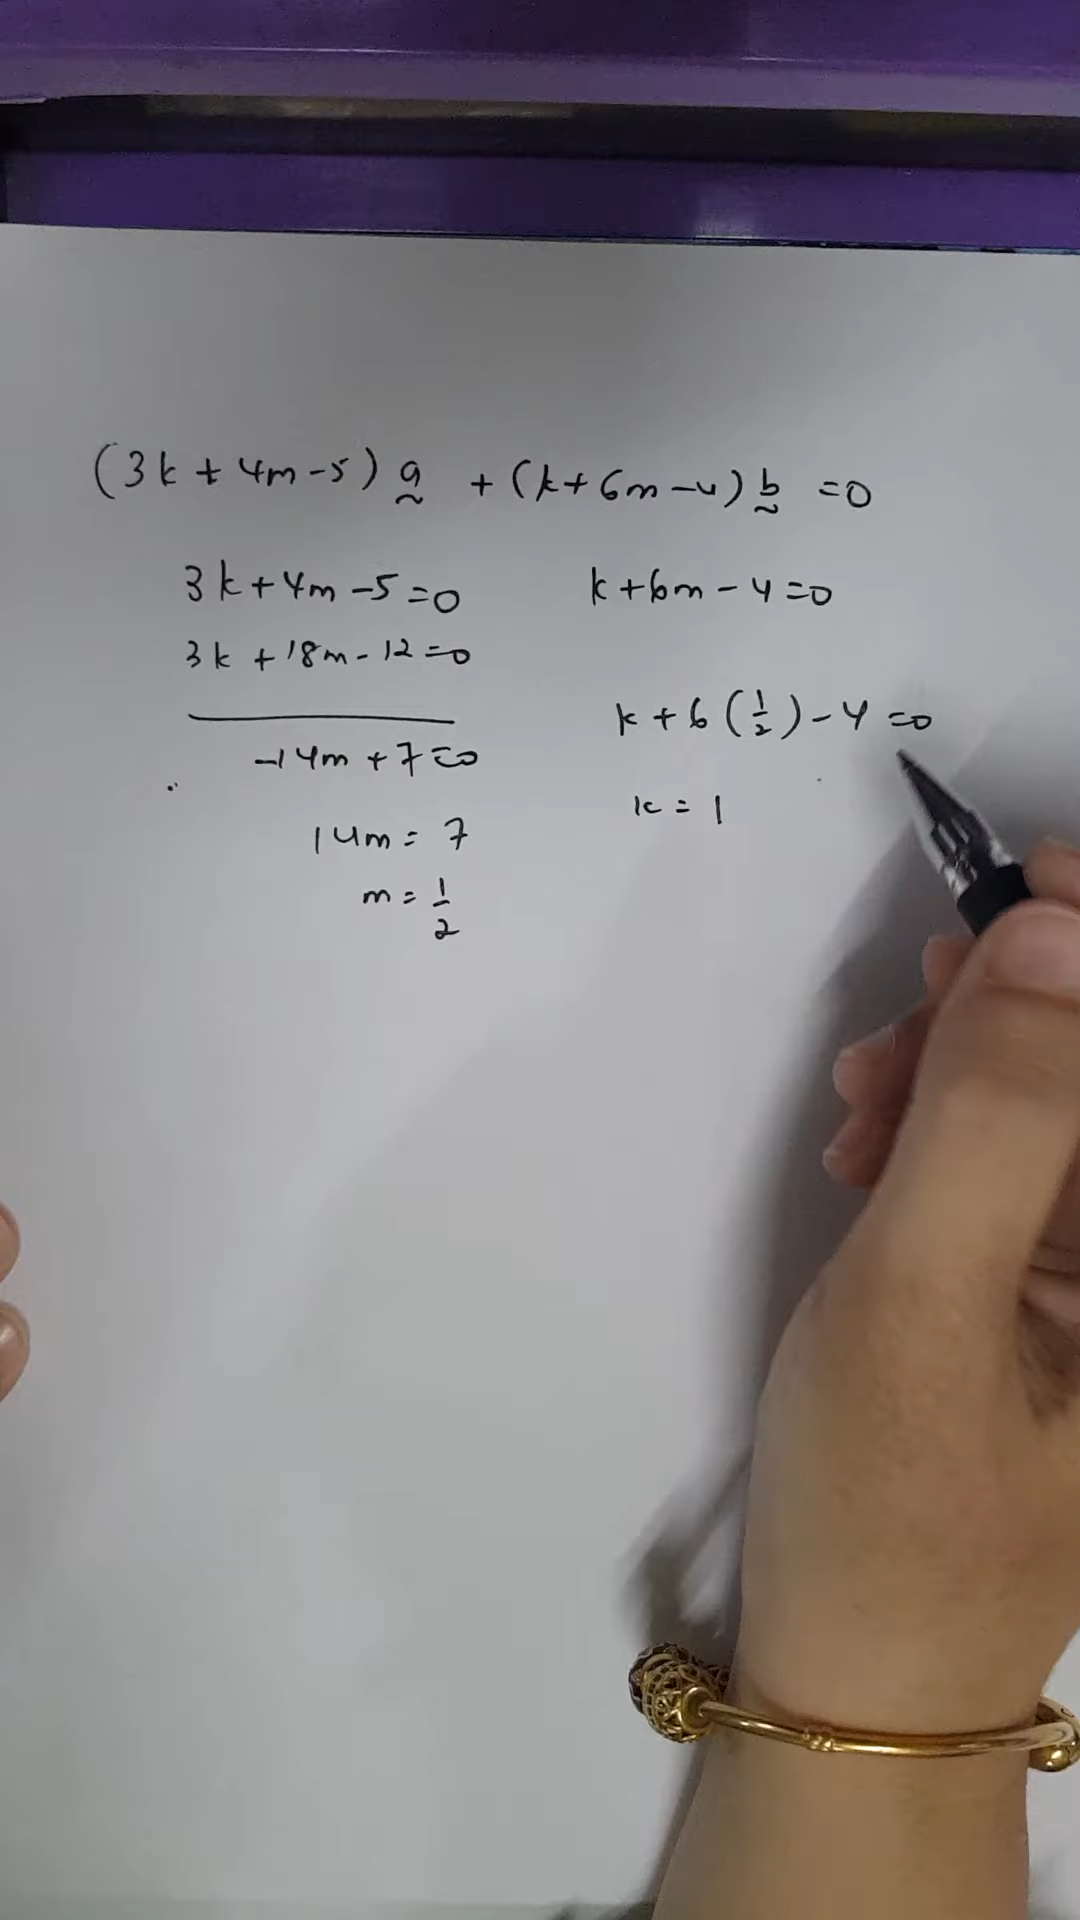 (3k + 4m - 5) a̰ + (k + 6m - 4) b̰ = 0
3k + 4m - 5 = 0
k + 6m - 4 = 0
3k + 18m - 12 = 0
k + 6 (1/2) - 4 = 0
-14m + 7 = 0
k = 1
14m = 7
m = 1/2